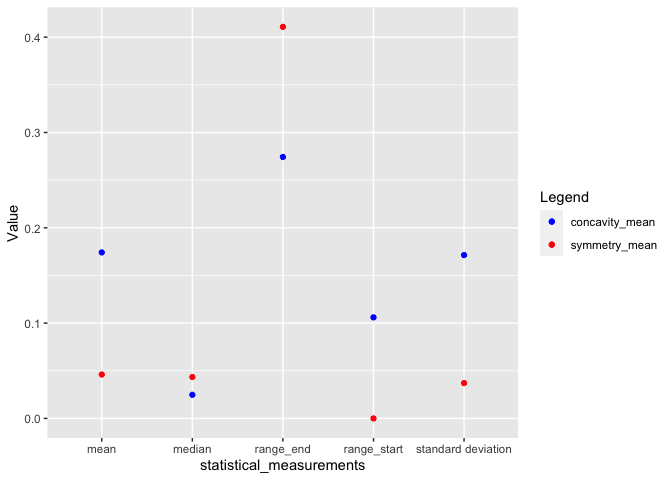 0.4
0.3
0.2
0.1
0.0
Value
mean median range_end range_start standard deviation
statistical_measurements
Legend
concavity_mean
symmetry_mean